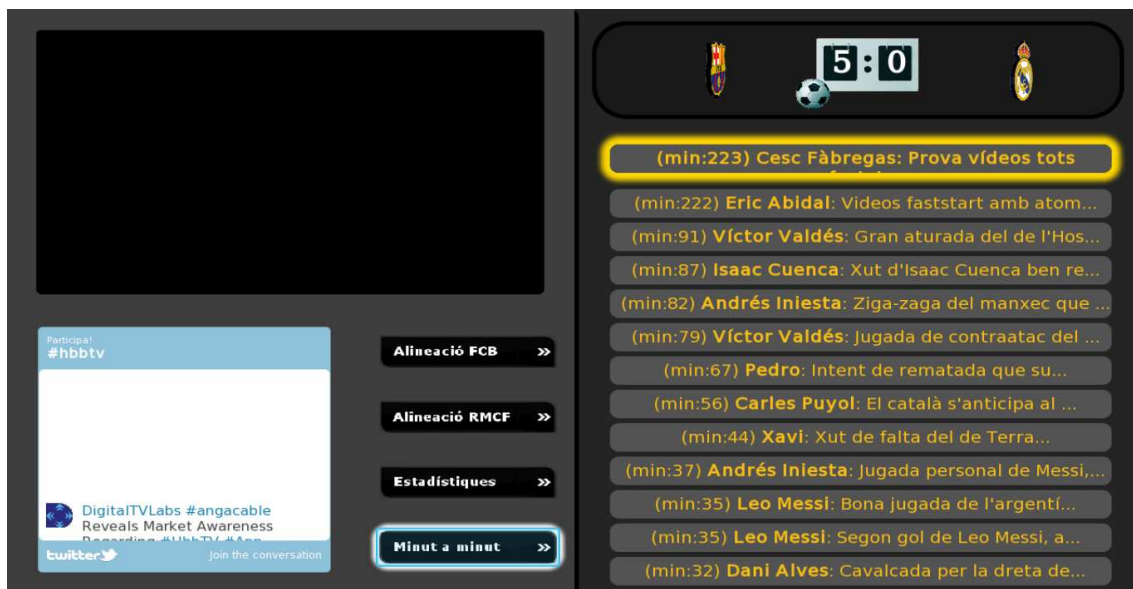 Participa!
#hbbtv
DigitalTVLabs #angacable
Reveals Market Awareness
Regarding #HbbTV #App
twitter
Join the conversation
Alineació FCB »
Alineació RMCF »
Estadístiques »
Minut a minut »
5:0
(min:223) Cesc Fàbregas: Prova vídeos tots
(min:222) Eric Abidal: Videos faststart amb atom...
(min:91) Víctor Valdés: Gran aturada del de l'Hos...
(min:87) Isaac Cuenca: Xut d'Isaac Cuenca ben re...
(min:82) Andrés Iniesta: Ziga-zaga del manxec que ...
(min:79) Víctor Valdés: Jugada de contraatac del ...
(min:67) Pedro: Intent de rematada que su...
(min:56) Carles Puyol: El català s'anticipa al ...
(min:44) Xavi: Xut de falta del de Terra...
(min:37) Andrés Iniesta: Jugada personal de Messi,...
(min:35) Leo Messi: Bona jugada de l'argentí...
(min:35) Leo Messi: Segon gol de Leo Messi, a...
(min:32) Dani Alves: Cavalcada per la dreta de...